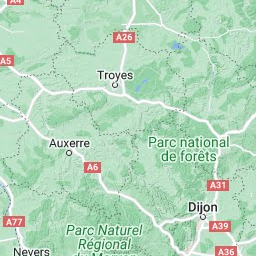 A4
A26
A5
Troyes
Parc national
de forêts
Auxerre
A6
A31
A77
Dijon
Parc Naturel
Régional
A39
Nevers
A36